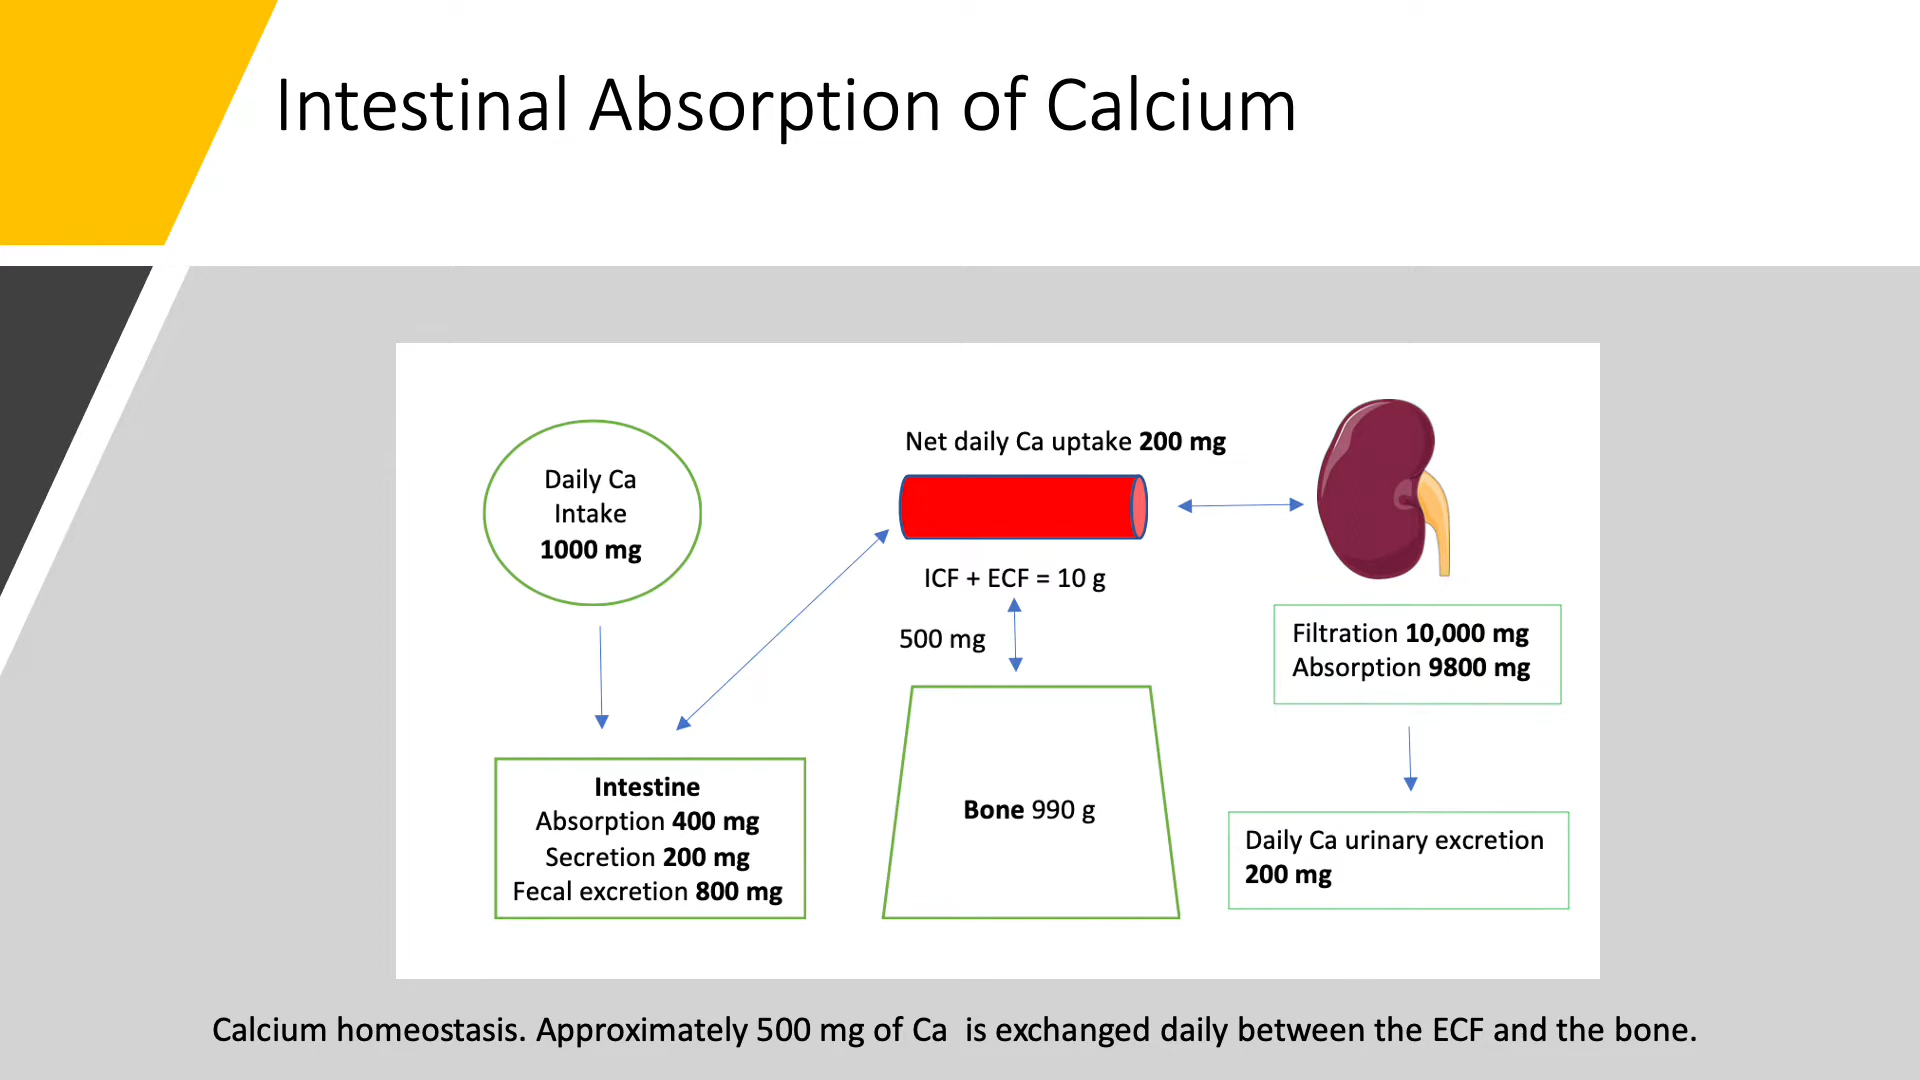 Intestinal Absorption of Calcium
Daily Ca
Intake
1000 mg
Net daily Ca uptake 200 mg
ICF + ECF = 10 g
500 mg
Filtration 10,000 mg
Absorption 9800 mg
Intestine
Absorption 400 mg
Secretion 200 mg
Fecal excretion 800 mg
Bone 990 g
Daily Ca urinary excretion
200 mg
Calcium homeostasis. Approximately 500 mg of Ca  is exchanged daily between the ECF and the bone.